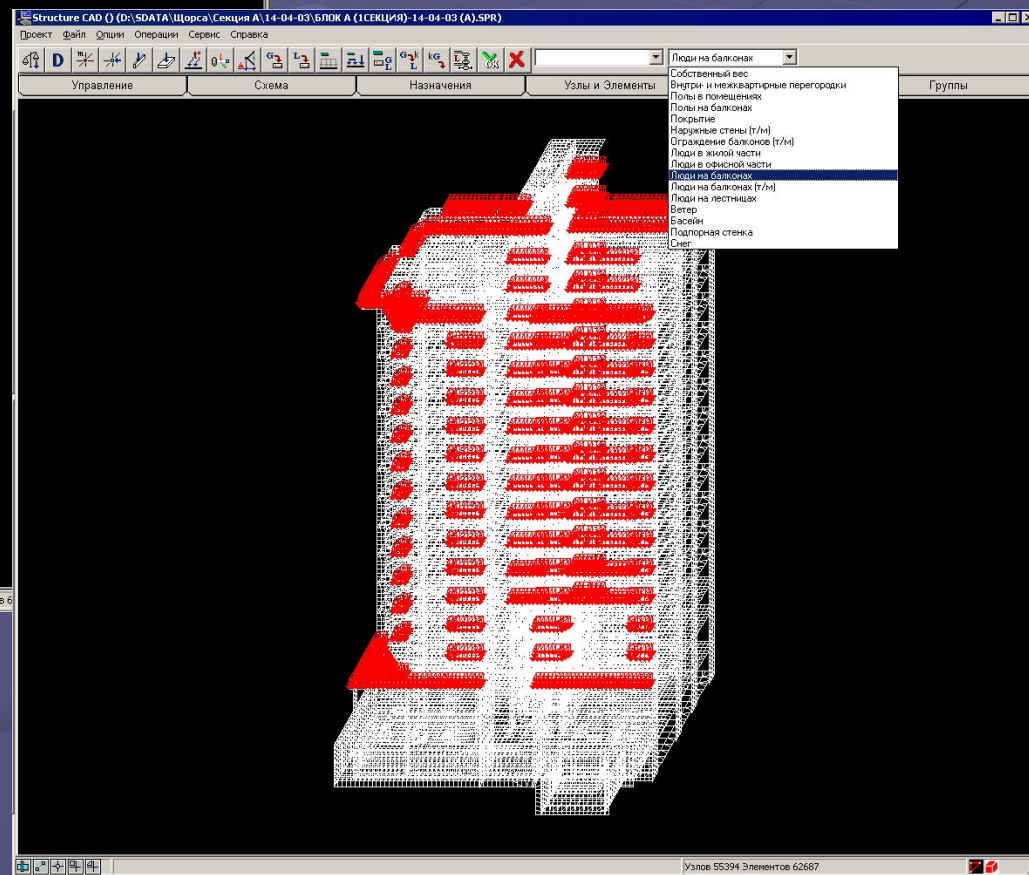 Structure CAD () (D:\SDATA\Щорса\Секция А\14-04-03\БЛОК А (1СЕКЦИЯ)-14-04-03 (А).SPR)
Проект Файл Опции Операции Сервис Справка
Люди на балконах
Управление Схема Назначения Узлы и Элементы Группы
Собственный вес
Внутри- и межквартирные перегородки
Полы в помещениях
Полы на балконах
Покрытие
Наружные стены (т/м)
Ограждение балконов (т/м)
Люди в жилой части
Люди в офисной части
Люди на балконах
Люди на балконах (т/м)
Люди на лестницах
Ветер
Басейн
Подпорная стенка
Снег
Узлов 55394 Элементов 62687